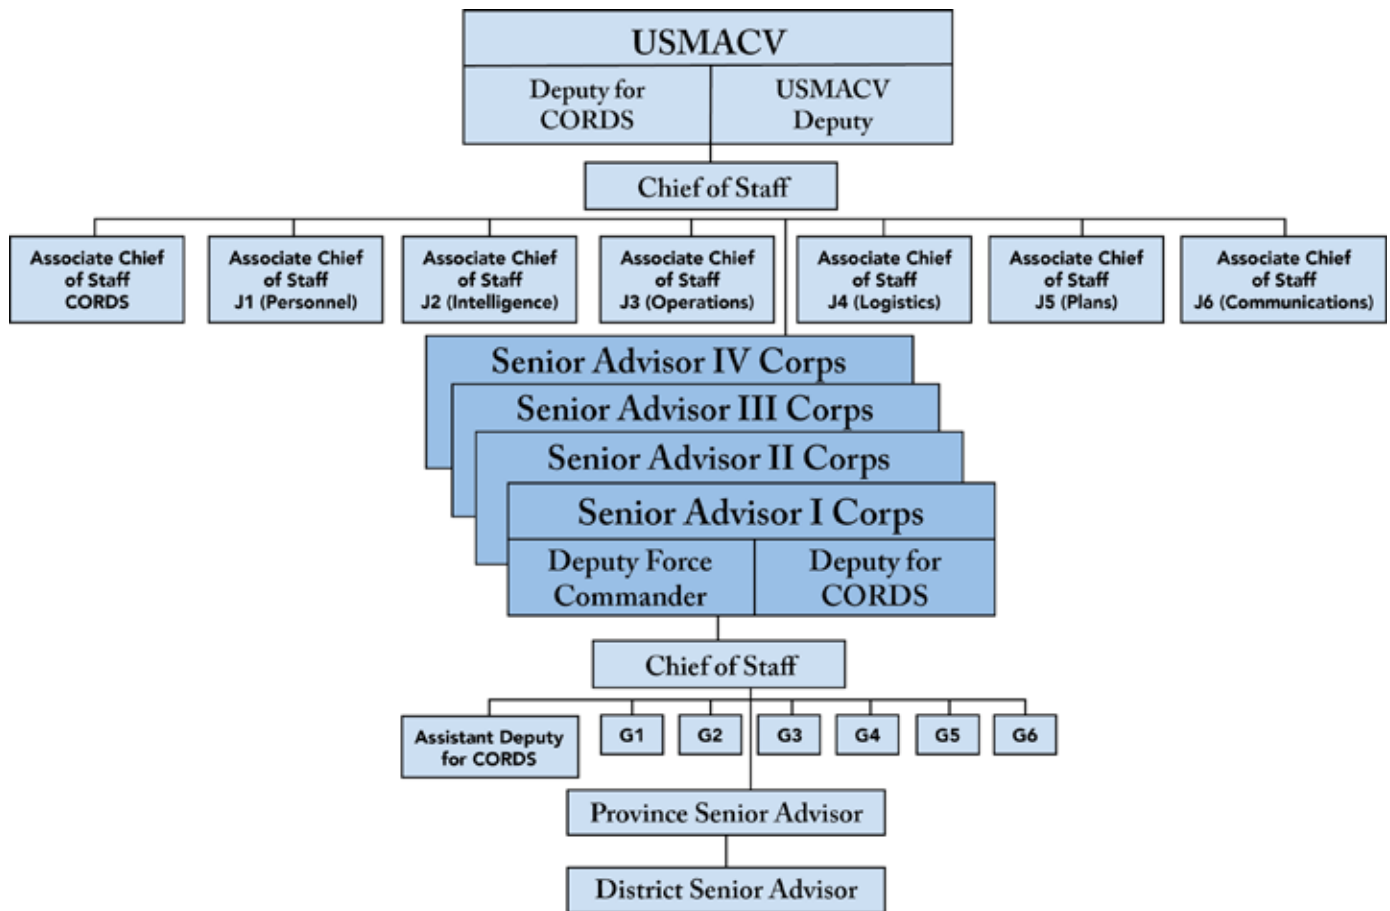 USMACV
Deputy for
CORDS
USMACV
Deputy
Chief of Staff
Associate Chief
of Staff
CORDS
Associate Chief
of Staff
J1 (Personnel)
Associate Chief
of Staff
J2 (Intelligence)
Associate Chief
of Staff
J3 (Operations)
Associate Chief
of Staff
J4 (Logistics)
Associate Chief
of Staff
J5 (Plans)
Associate Chief
of Staff
J6 (Communications)
Senior Advisor IV Corps
Senior Advisor III Corps
Senior Advisor II Corps
Senior Advisor I Corps
Deputy Force
Commander
Deputy for
CORDS
Chief of Staff
Assistant Deputy
for CORDS
G1
G2
G3
G4
G5
G6
Province Senior Advisor
District Senior Advisor